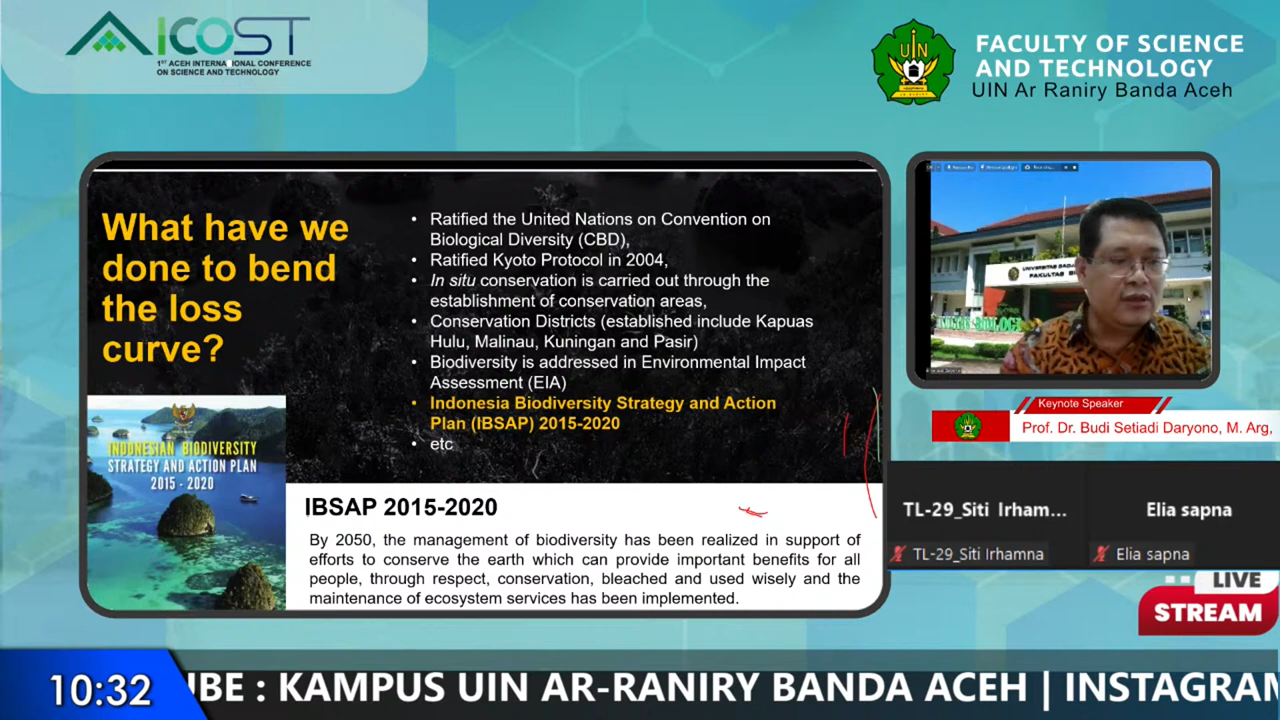 AICOST
1ST ACEH INTERNATIONAL CONFERENCE
ON SCIENCE AND TECHNOLOGY
UIN
FACULTY OF SCIENCE
AND TECHNOLOGY
UIN Ar Raniry Banda Aceh
What have we
done to bend
the loss
curve?
• Ratified the United Nations on Convention on
Biological Diversity (CBD),
• Ratified Kyoto Protocol in 2004,
• In situ conservation is carried out through the
establishment of conservation areas,
• Conservation Districts (established include Kapuas
Hulu, Malinau, Kuningan and Pasir)
• Biodiversity is addressed in Environmental Impact
Assessment (EIA)
• Indonesia Biodiversity Strategy and Action
Plan (IBSAP) 2015-2020
• etc
INDONESIAN BIODIVERSITY
STRATEGY AND ACTION PLAN
2015 - 2020
IBSAP 2015-2020
By 2050, the management of biodiversity has been realized in support of
efforts to conserve the earth which can provide important benefits for all
people, through respect, conservation, bleached and used wisely and the
maintenance of ecosystem services has been implemented.
Keynote Speaker
Prof. Dr. Budi Setiadi Daryono, M. Arg,
TL-29_Siti Irham...
Elia sapna
TL-29_Siti Irhamna
Elia sapna
LIVE
STREAM
10:32
UBE : KAMPUS UIN AR-RANIRY BANDA ACEH | INSTAGRAM